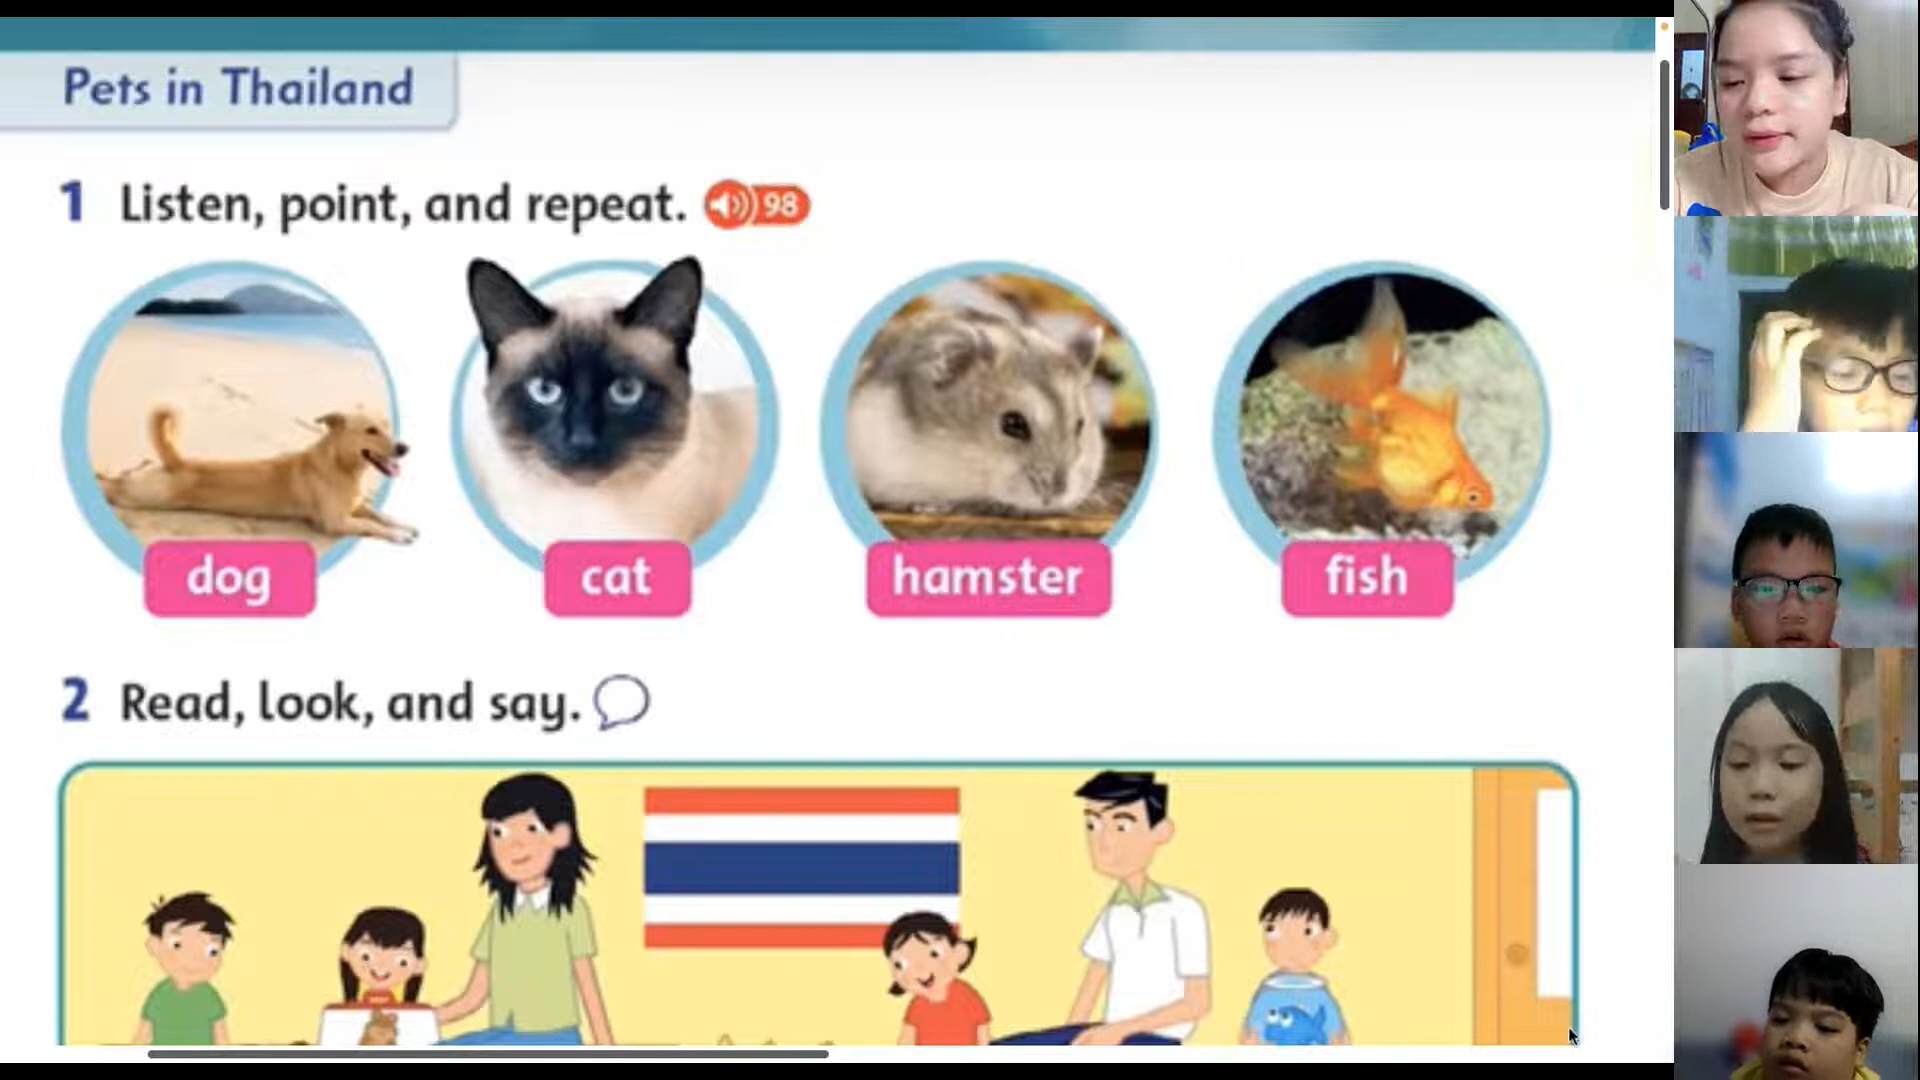 Pets in Thailand
1 Listen, point, and repeat. 98
dog cat hamster fish
2 Read, look, and say.